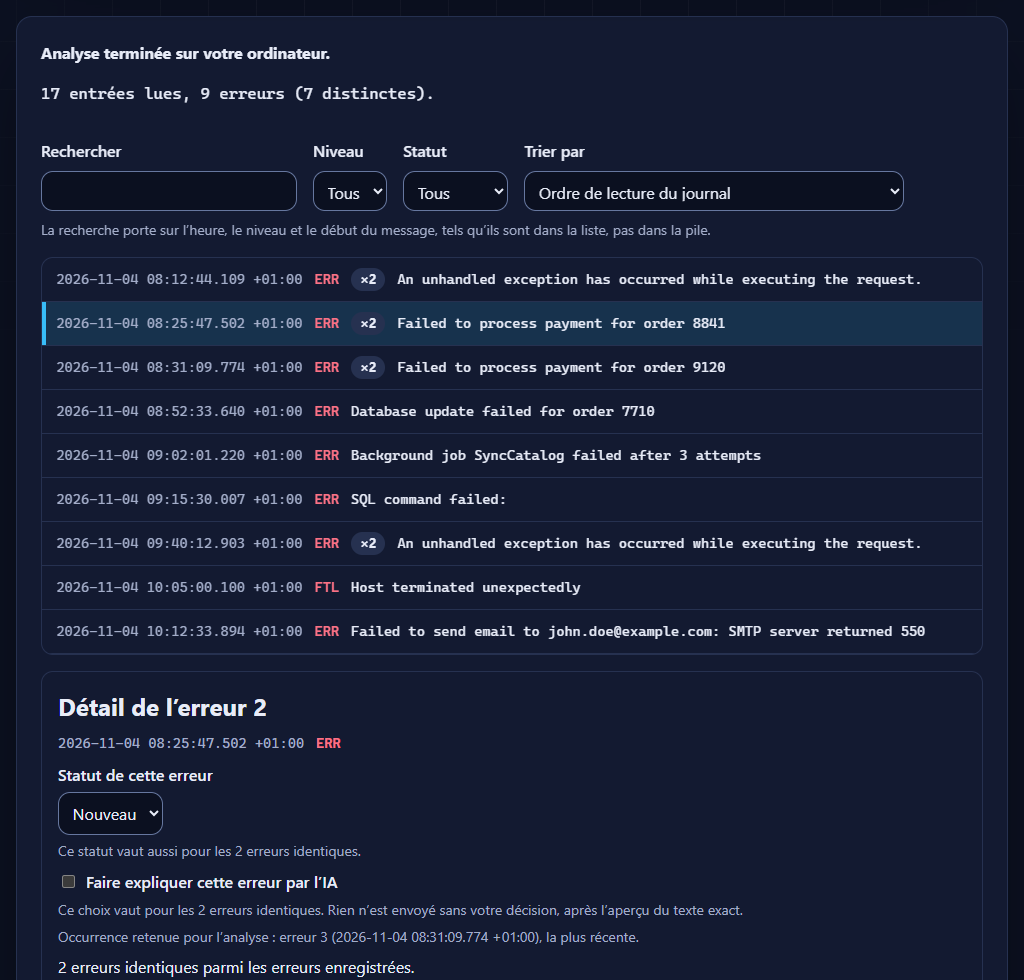 Analyse terminée sur votre ordinateur.
17 entrées lues, 9 erreurs (7 distinctes).
Rechercher Niveau Statut Trier par
Tous Tous Ordre de lecture du journal
La recherche porte sur l’heure, le niveau et le début du message, tels qu’ils sont dans la liste, pas dans la pile.
2026-11-04 08:12:44.109 +01:00 ERR ×2 An unhandled exception has occurred while executing the request.
2026-11-04 08:25:47.502 +01:00 ERR ×2 Failed to process payment for order 8841
2026-11-04 08:31:09.774 +01:00 ERR ×2 Failed to process payment for order 9120
2026-11-04 08:52:33.640 +01:00 ERR Database update failed for order 7710
2026-11-04 09:02:01.220 +01:00 ERR Background job SyncCatalog failed after 3 attempts
2026-11-04 09:15:30.007 +01:00 ERR SQL command failed:
2026-11-04 09:40:12.903 +01:00 ERR ×2 An unhandled exception has occurred while executing the request.
2026-11-04 10:05:00.100 +01:00 FTL Host terminated unexpectedly
2026-11-04 10:12:33.894 +01:00 ERR Failed to send email to john.doe@example.com: SMTP server returned 550
Détail de l’erreur 2
2026-11-04 08:25:47.502 +01:00 ERR
Statut de cette erreur
Nouveau
Ce statut vaut aussi pour les 2 erreurs identiques.
Faire expliquer cette erreur par l’IA
Ce choix vaut pour les 2 erreurs identiques. Rien n’est envoyé sans votre décision, après l’aperçu du texte exact.
Occurrence retenue pour l’analyse : erreur 3 (2026-11-04 08:31:09.774 +01:00), la plus récente.
2 erreurs identiques parmi les erreurs enregistrées.